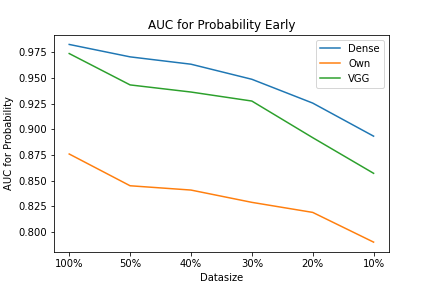 AUC for Probability Early
Dense
Own
VGG
AUC for Probability
0.975
0.950
0.925
0.900
0.875
0.850
0.825
0.800
100% 50% 40% 30% 20% 10%
Datasize